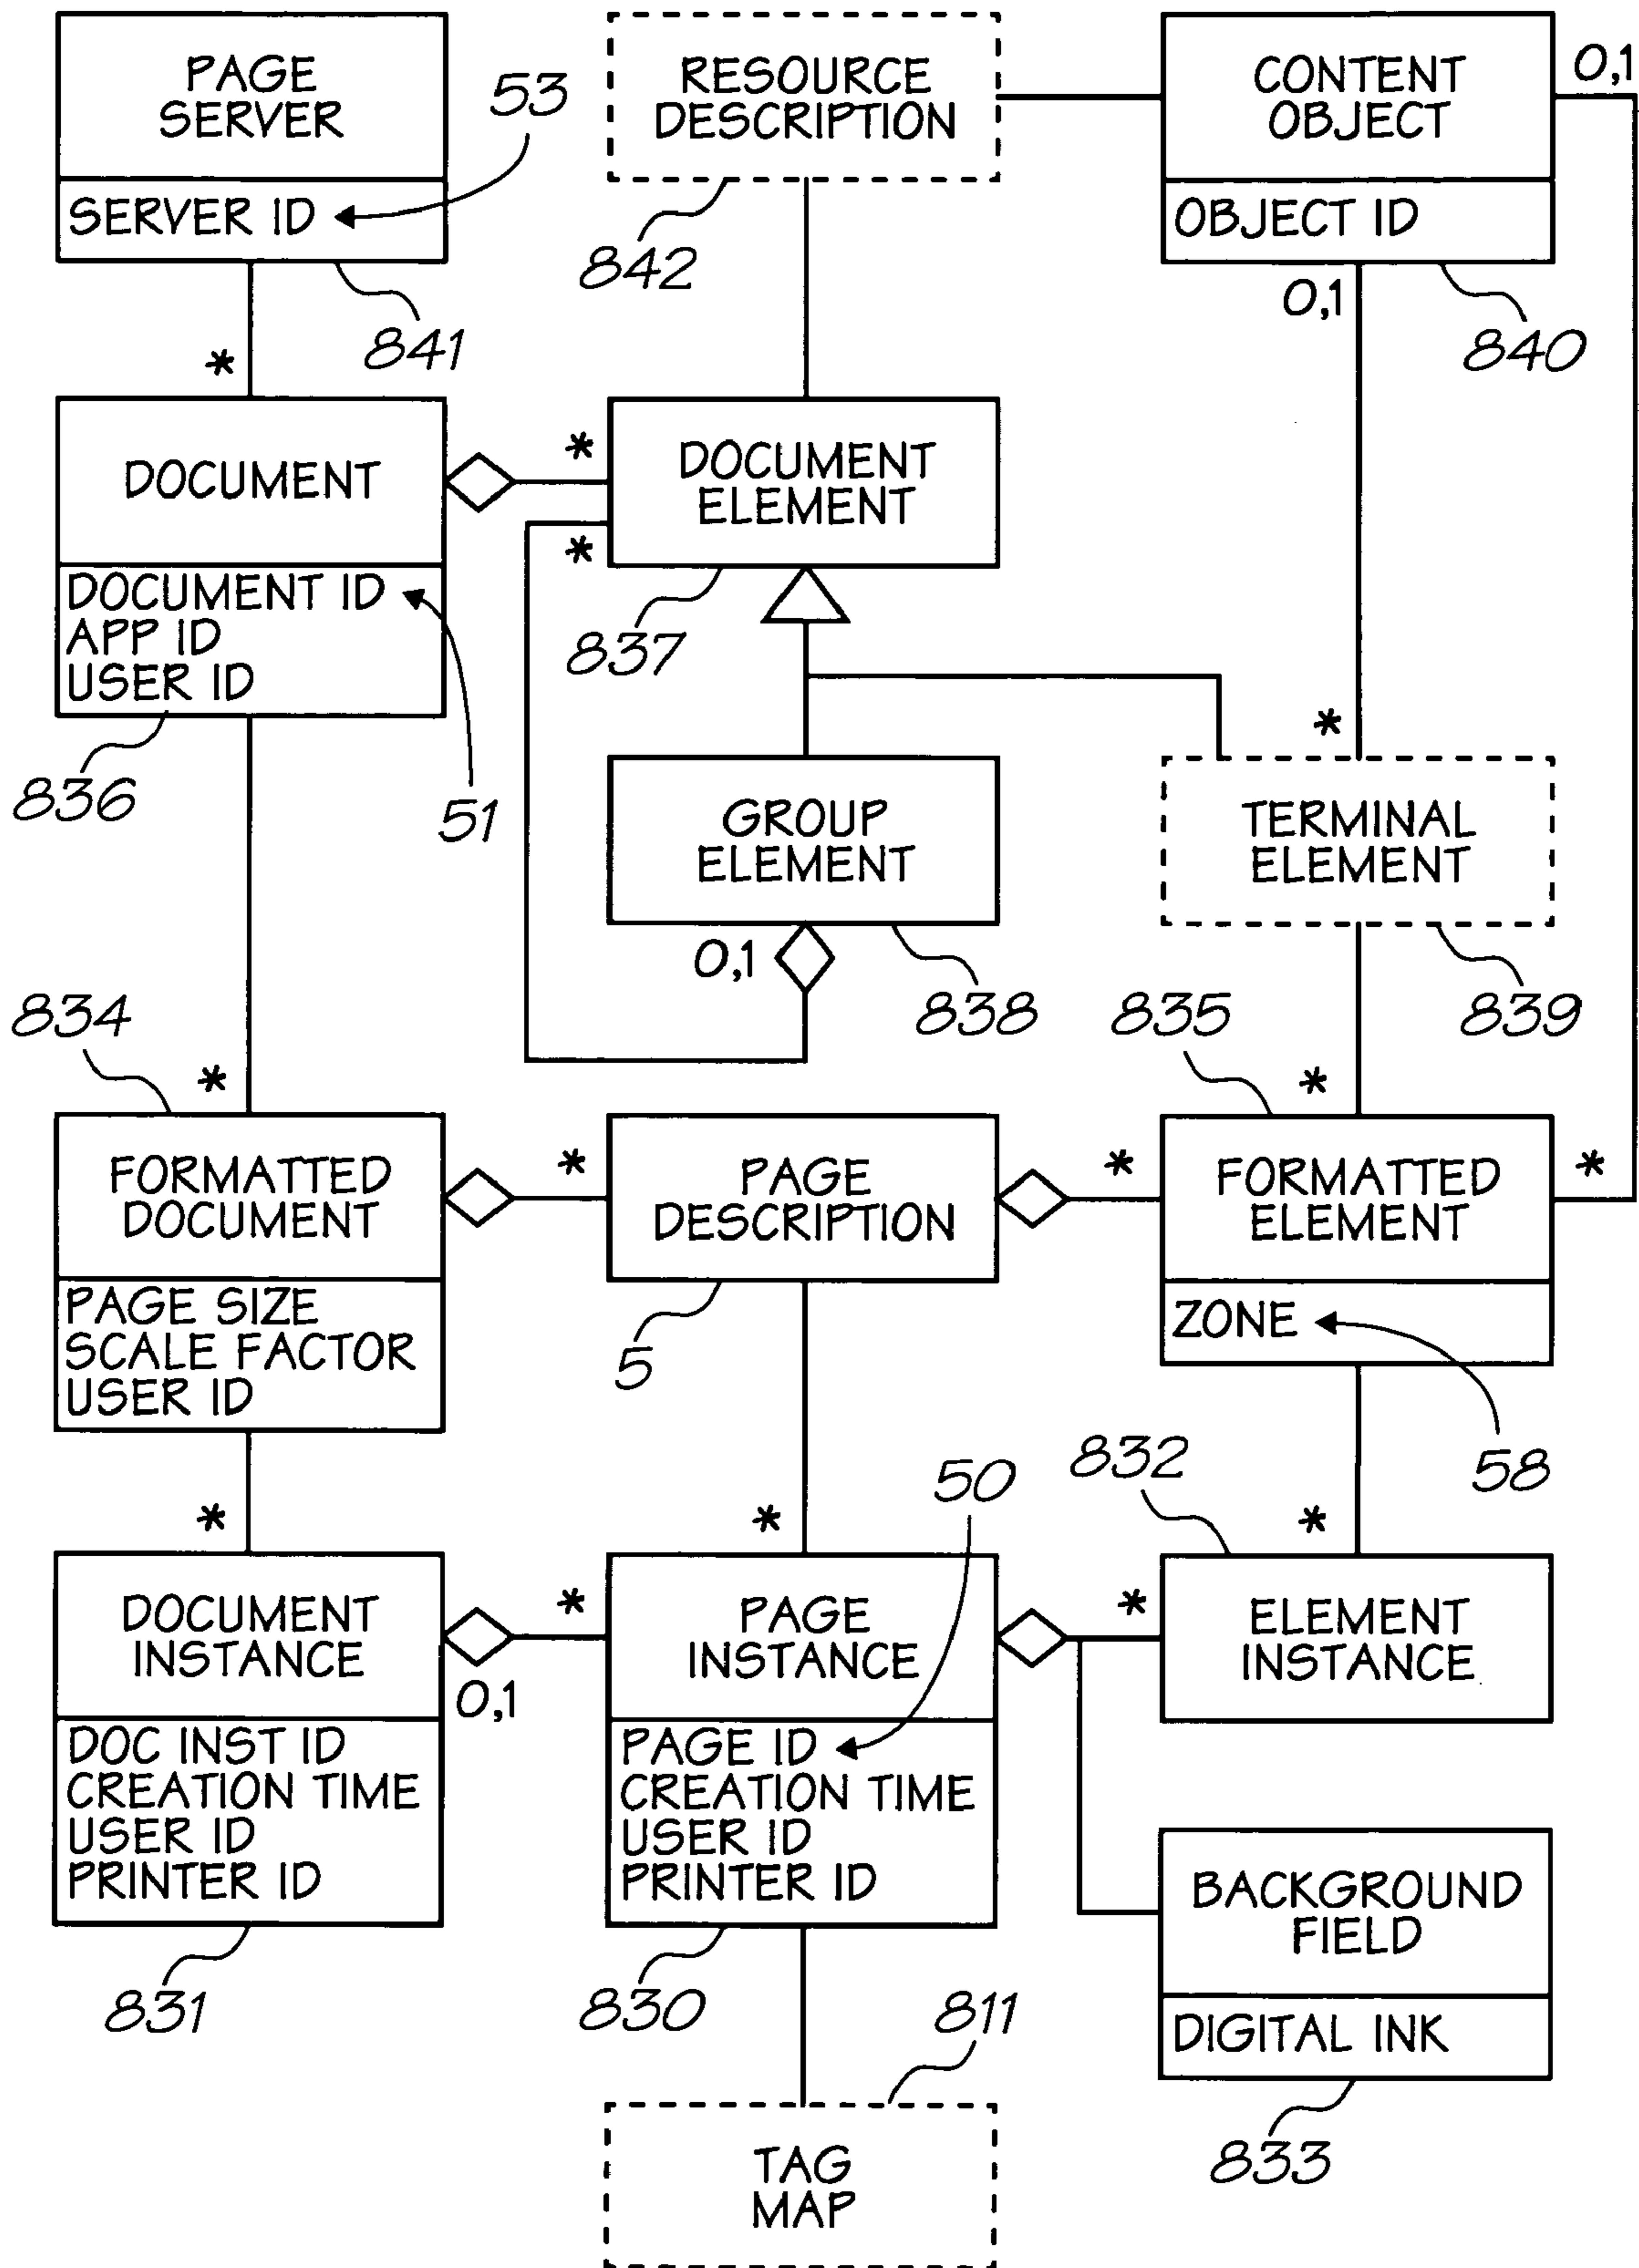 PAGE
SERVER
SERVER ID
53
841
*
RESOURCE
DESCRIPTION
842
CONTENT
OBJECT
OBJECT ID
0,1
0,1
840
DOCUMENT
DOCUMENT ID
APP ID
USER ID
836
51
*
*
DOCUMENT
ELEMENT
837
*
GROUP
ELEMENT
0,1
838
TERMINAL
ELEMENT
839
834
*
FORMATTED
DOCUMENT
PAGE SIZE
SCALE FACTOR
USER ID
*
PAGE
DESCRIPTION
5
835
*
*
FORMATTED
ELEMENT
*
ZONE
58
*
DOCUMENT
INSTANCE
0,1
DOC INST ID
CREATION TIME
USER ID
PRINTER ID
831
*
*
50
PAGE
INSTANCE
PAGE ID
CREATION TIME
USER ID
PRINTER ID
830
832
*
*
ELEMENT
INSTANCE
BACKGROUND
FIELD
DIGITAL INK
833
811
TAG
MAP